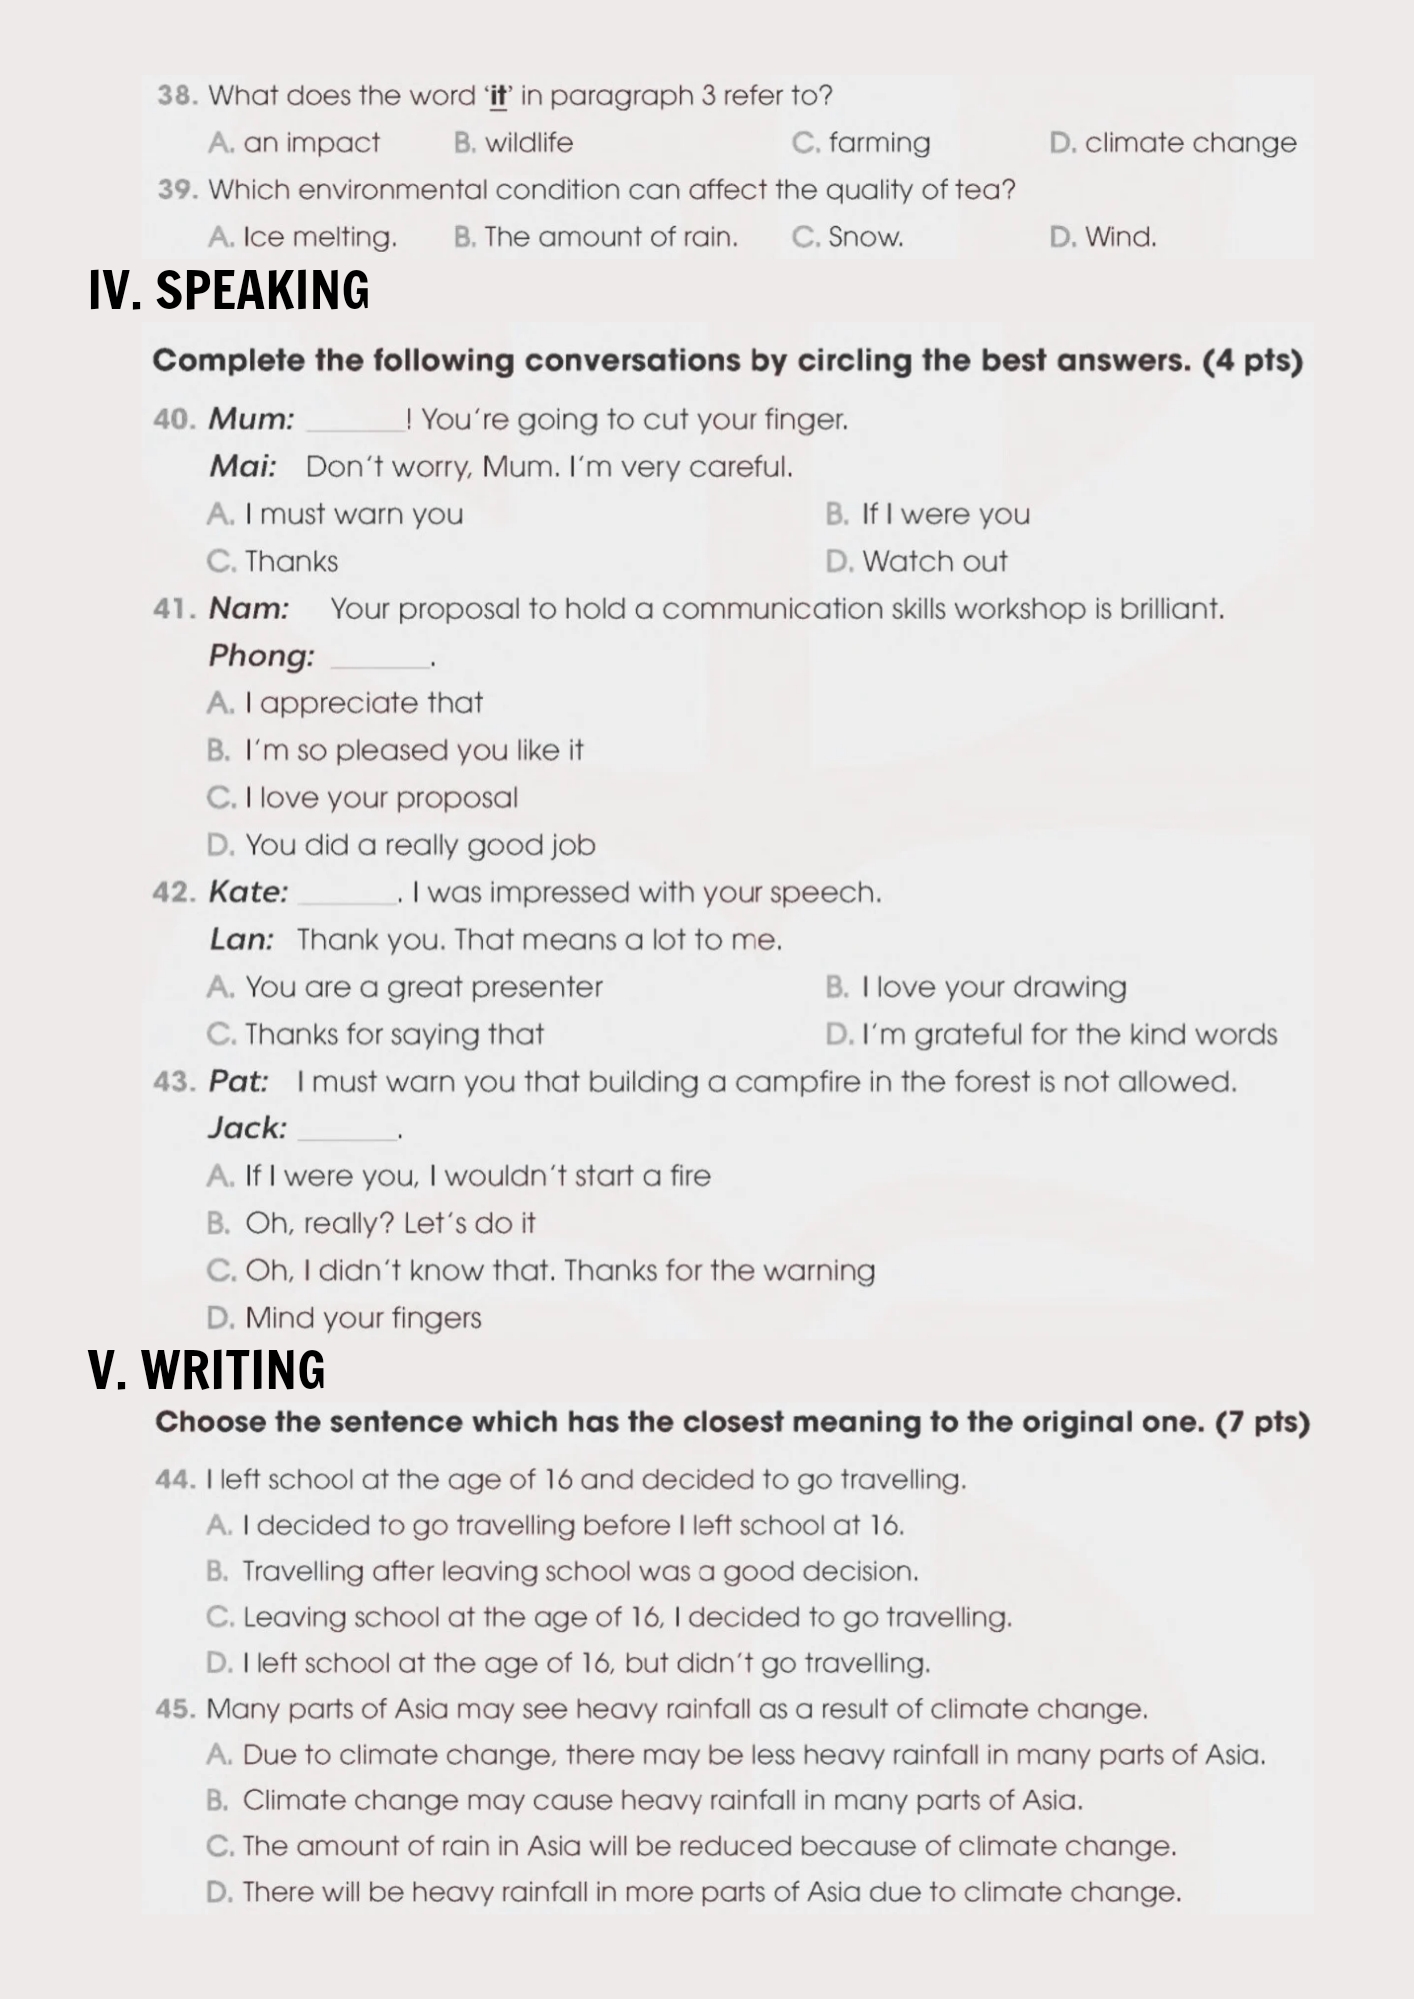 38. What does the word ‘it’ in paragraph 3 refer to?
A. an impact B. wildlife C. farming D. climate change
39. Which environmental condition can affect the quality of tea?
A. Ice melting. B. The amount of rain. C. Snow. D. Wind.
IV. SPEAKING
Complete the following conversations by circling the best answers. (4 pts)
40. Mum: ______! You’re going to cut your finger.
Mai: Don’t worry, Mum. I’m very careful.
A. I must warn you B. If I were you
C. Thanks D. Watch out
41. Nam: Your proposal to hold a communication skills workshop is brilliant.
Phong: ______.
A. I appreciate that
B. I’m so pleased you like it
C. I love your proposal
D. You did a really good job
42. Kate: ______. I was impressed with your speech.
Lan: Thank you. That means a lot to me.
A. You are a great presenter B. I love your drawing
C. Thanks for saying that D. I’m grateful for the kind words
43. Pat: I must warn you that building a campfire in the forest is not allowed.
Jack: ______.
A. If I were you, I wouldn’t start a fire
B. Oh, really? Let’s do it
C. Oh, I didn’t know that. Thanks for the warning
D. Mind your fingers
V. WRITING
Choose the sentence which has the closest meaning to the original one. (7 pts)
44. I left school at the age of 16 and decided to go travelling.
A. I decided to go travelling before I left school at 16.
B. Travelling after leaving school was a good decision.
C. Leaving school at the age of 16, I decided to go travelling.
D. I left school at the age of 16, but didn’t go travelling.
45. Many parts of Asia may see heavy rainfall as a result of climate change.
A. Due to climate change, there may be less heavy rainfall in many parts of Asia.
B. Climate change may cause heavy rainfall in many parts of Asia.
C. The amount of rain in Asia will be reduced because of climate change.
D. There will be heavy rainfall in more parts of Asia due to climate change.